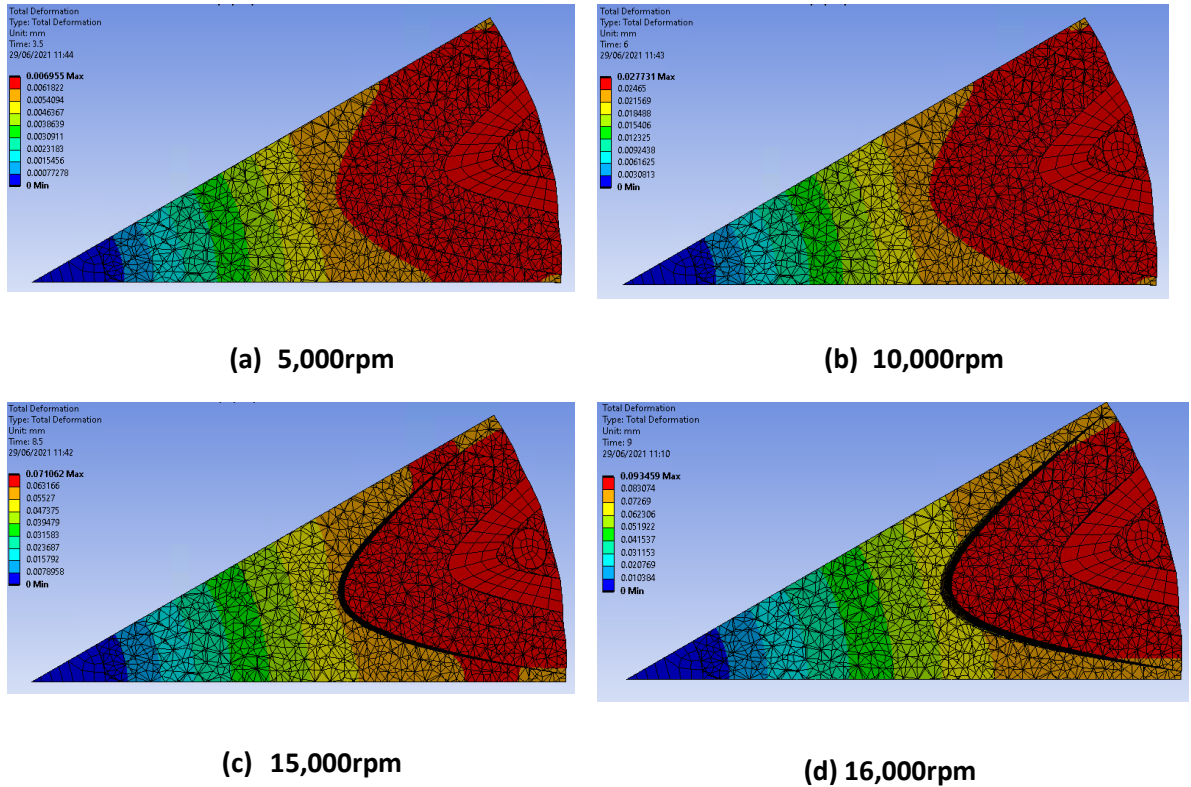 Total Deformation
Type: Total Deformation
Unit: mm
Time: 3.5
29/06/2021 11:44
0.006955 Max
0.0061822
0.0054094
0.0046367
0.0038639
0.0030911
0.0023183
0.0015456
0.00077278
0 Min
(a) 5,000rpm
Total Deformation
Type: Total Deformation
Unit: mm
Time: 6
29/06/2021 11:43
0.027731 Max
0.02465
0.021569
0.018488
0.015406
0.012325
0.0092438
0.0061625
0.0030813
0 Min
(b) 10,000rpm
Total Deformation
Type: Total Deformation
Unit: mm
Time: 8.5
29/06/2021 11:42
0.071062 Max
0.063166
0.05527
0.047375
0.039479
0.031583
0.023687
0.015792
0.0078958
0 Min
(c) 15,000rpm
Total Deformation
Type: Total Deformation
Unit: mm
Time: 9
29/06/2021 11:10
0.093459 Max
0.083074
0.07269
0.062306
0.051922
0.041537
0.031153
0.020769
0.010384
0 Min
(d) 16,000rpm